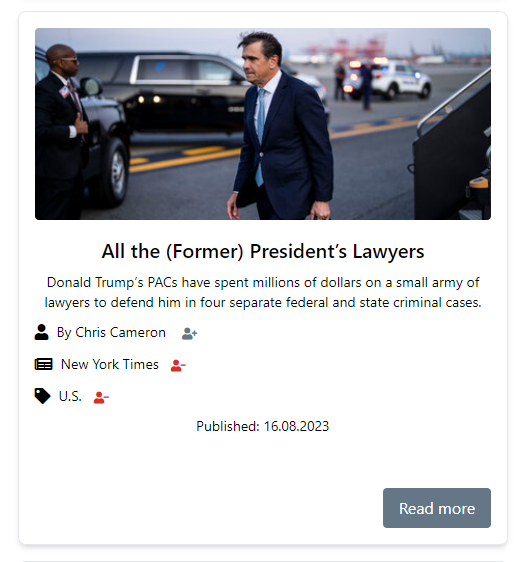 All the (Former) President’s Lawyers
Donald Trump’s PACs have spent millions of dollars on a small army of
lawyers to defend him in four separate federal and state criminal cases.
By Chris Cameron
New York Times
U.S.
Published: 16.08.2023
Read more